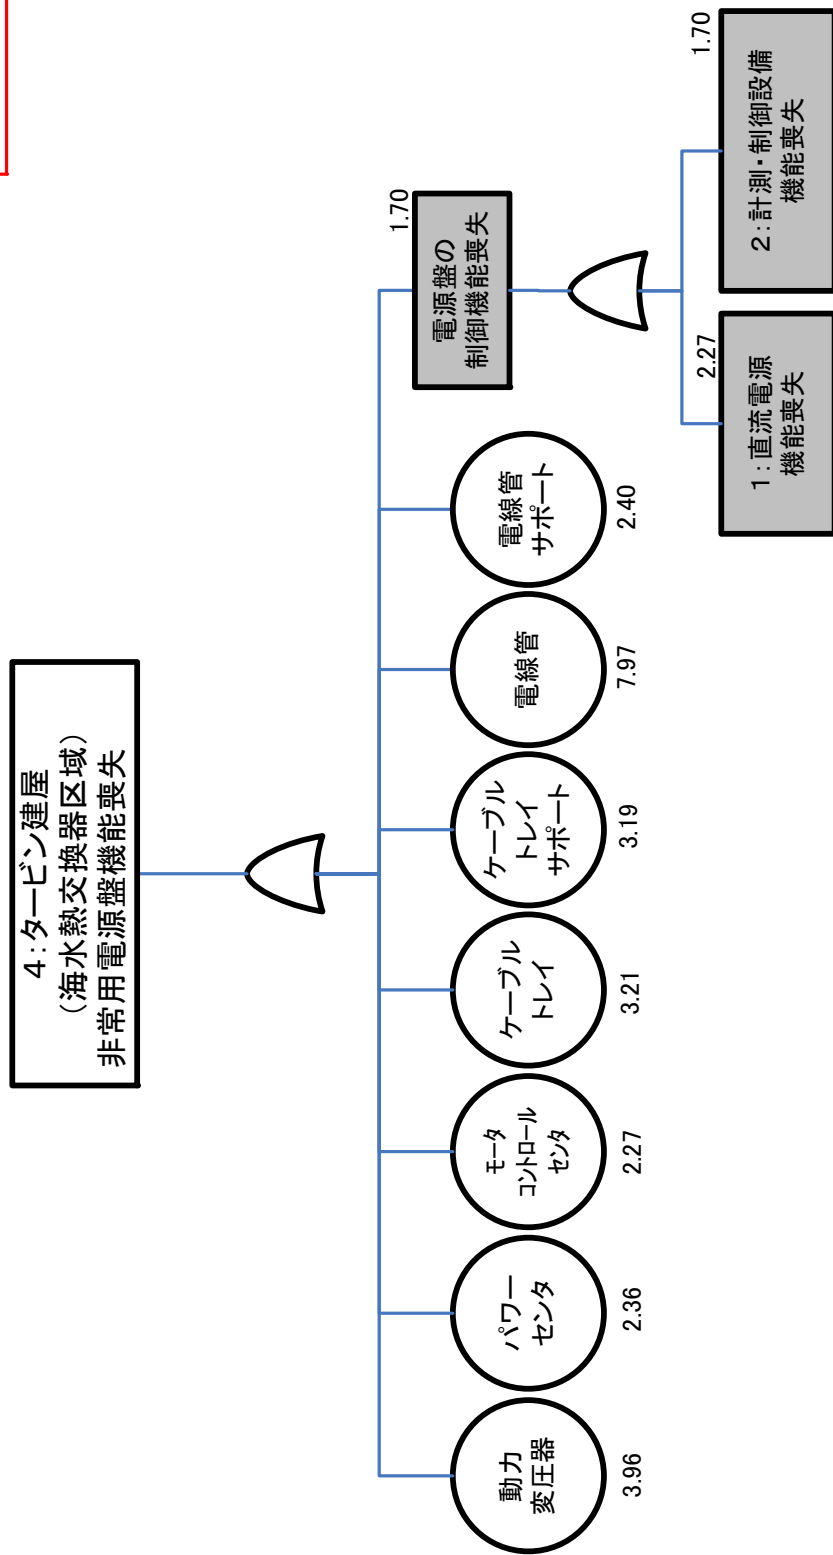 4:タービン建屋
（海水熱交換器区域）
非常用電源盤機能喪失
動力
変圧器
3.96
パワー
センタ
2.36
モータ
コントロール
センタ
2.27
ケーブル
トレイ
3.21
ケーブル
トレイ
サポート
3.19
電線管
7.97
電線管
サポート
2.40
電源盤の
制御機能喪失
1.70
1:直流電源
機能喪失
2.27
2:計測・制御設備
機能喪失
1.70